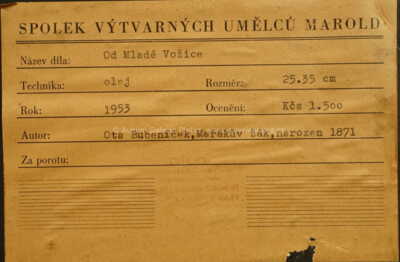 SPOLEK VÝTVARNÝCH UMĚLCŮ MAROLD
Název díla: Od Mladé Vožice
Technika: olej Rozměr: 25.35 cm
Rok: 1953 Ocenění: Kčs 1.500
Autor: Ota Bubeníček, Mařákův žák, narozen 1871
Za porotu: